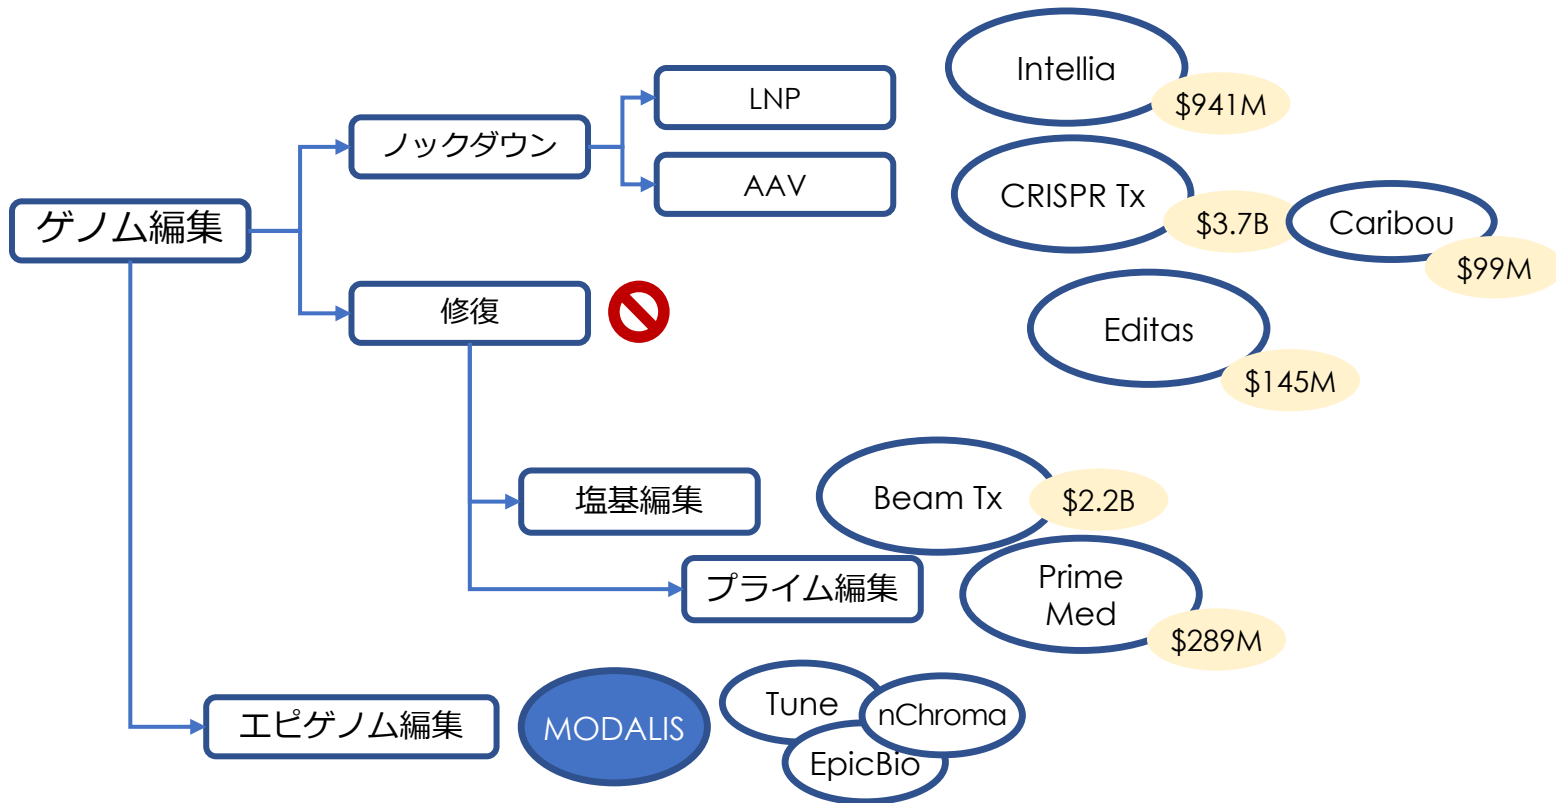 LNP
Intellia
$941M
ノックダウン
AAV
CRISPR Tx
$3.7B
Caribou
$99M
ゲノム編集
修復
Editas
$145M
塩基編集
Beam Tx
$2.2B
プライム編集
Prime
Med
$289M
エピゲノム編集
MODALIS
Tune
nChroma
EpicBio